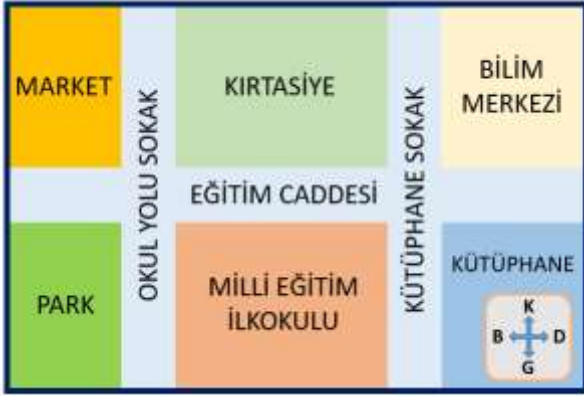 MARKET
OKUL YOLU SOKAK
KIRTASİYE
KÜTÜPHANE SOKAK
BİLİM
MERKEZİ
EĞİTİM CADDESİ
PARK
MİLLİ EĞİTİM
İLKOKULU
KÜTÜPHANE
K
B D
G